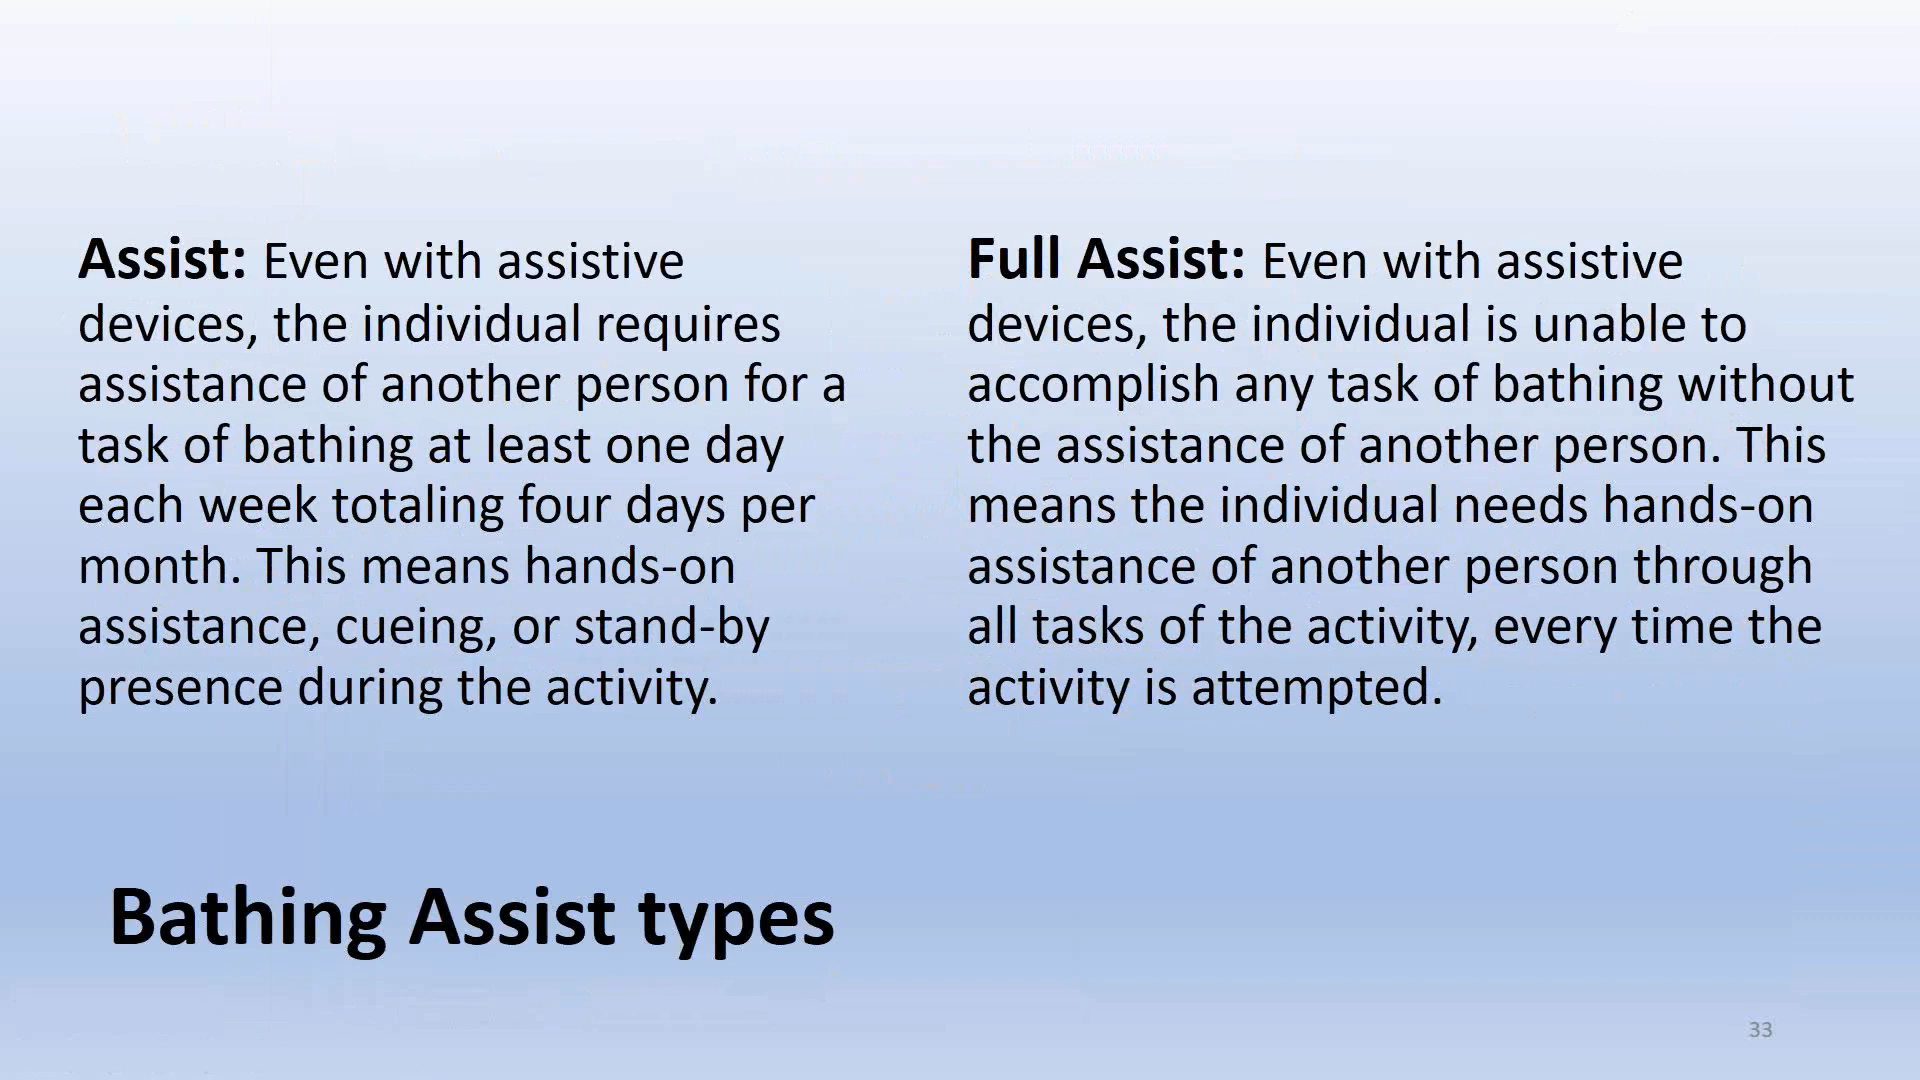 Assist: Even with assistive
devices, the individual requires
assistance of another person for a
task of bathing at least one day
each week totaling four days per
month. This means hands-on
assistance, cueing, or stand-by
presence during the activity.
Full Assist: Even with assistive
devices, the individual is unable to
accomplish any task of bathing without
the assistance of another person. This
means the individual needs hands-on
assistance of another person through
all tasks of the activity, every time the
activity is attempted.
Bathing Assist types
33